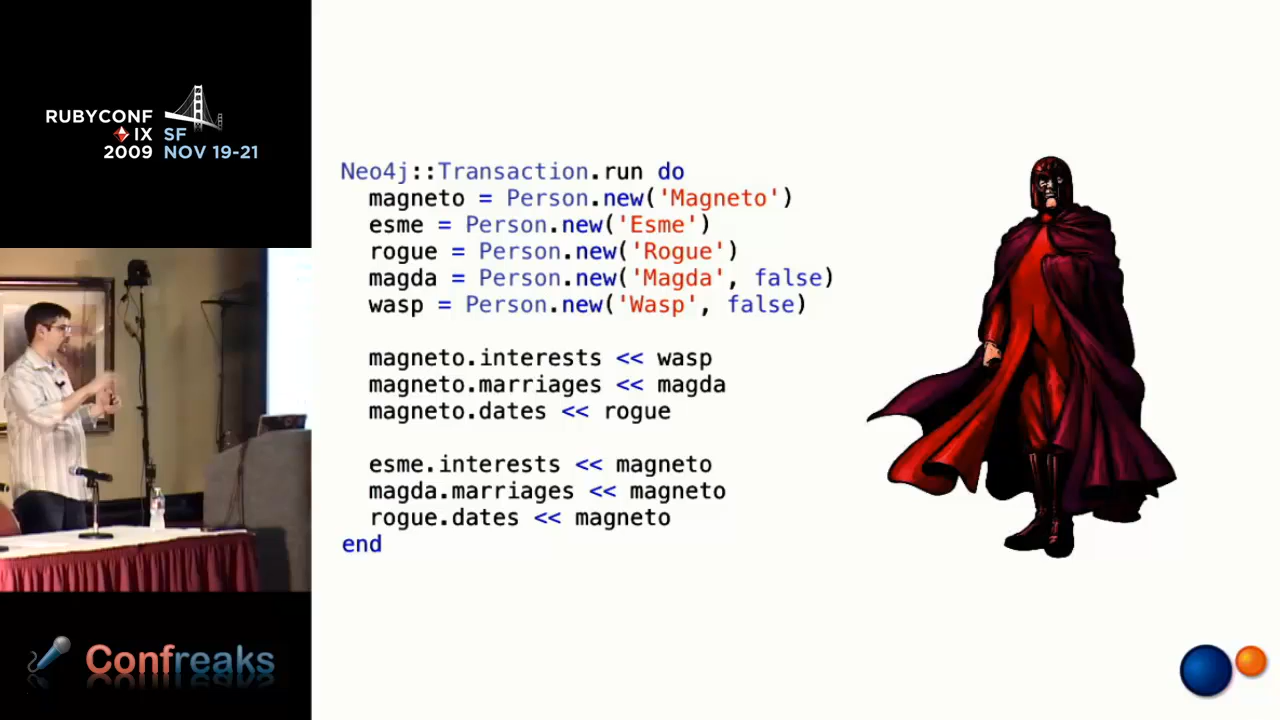 RUBYCONF
IX SF
2009 NOV 19-21
Neo4j::Transaction.run do
magneto = Person.new('Magneto')
esme = Person.new('Esme')
rogue = Person.new('Rogue')
magda = Person.new('Magda', false)
wasp = Person.new('Wasp', false)
magneto.interests << wasp
magneto.marriages << magda
magneto.dates << rogue
esme.interests << magneto
magda.marriages << magneto
rogue.dates << magneto
end
Confreaks